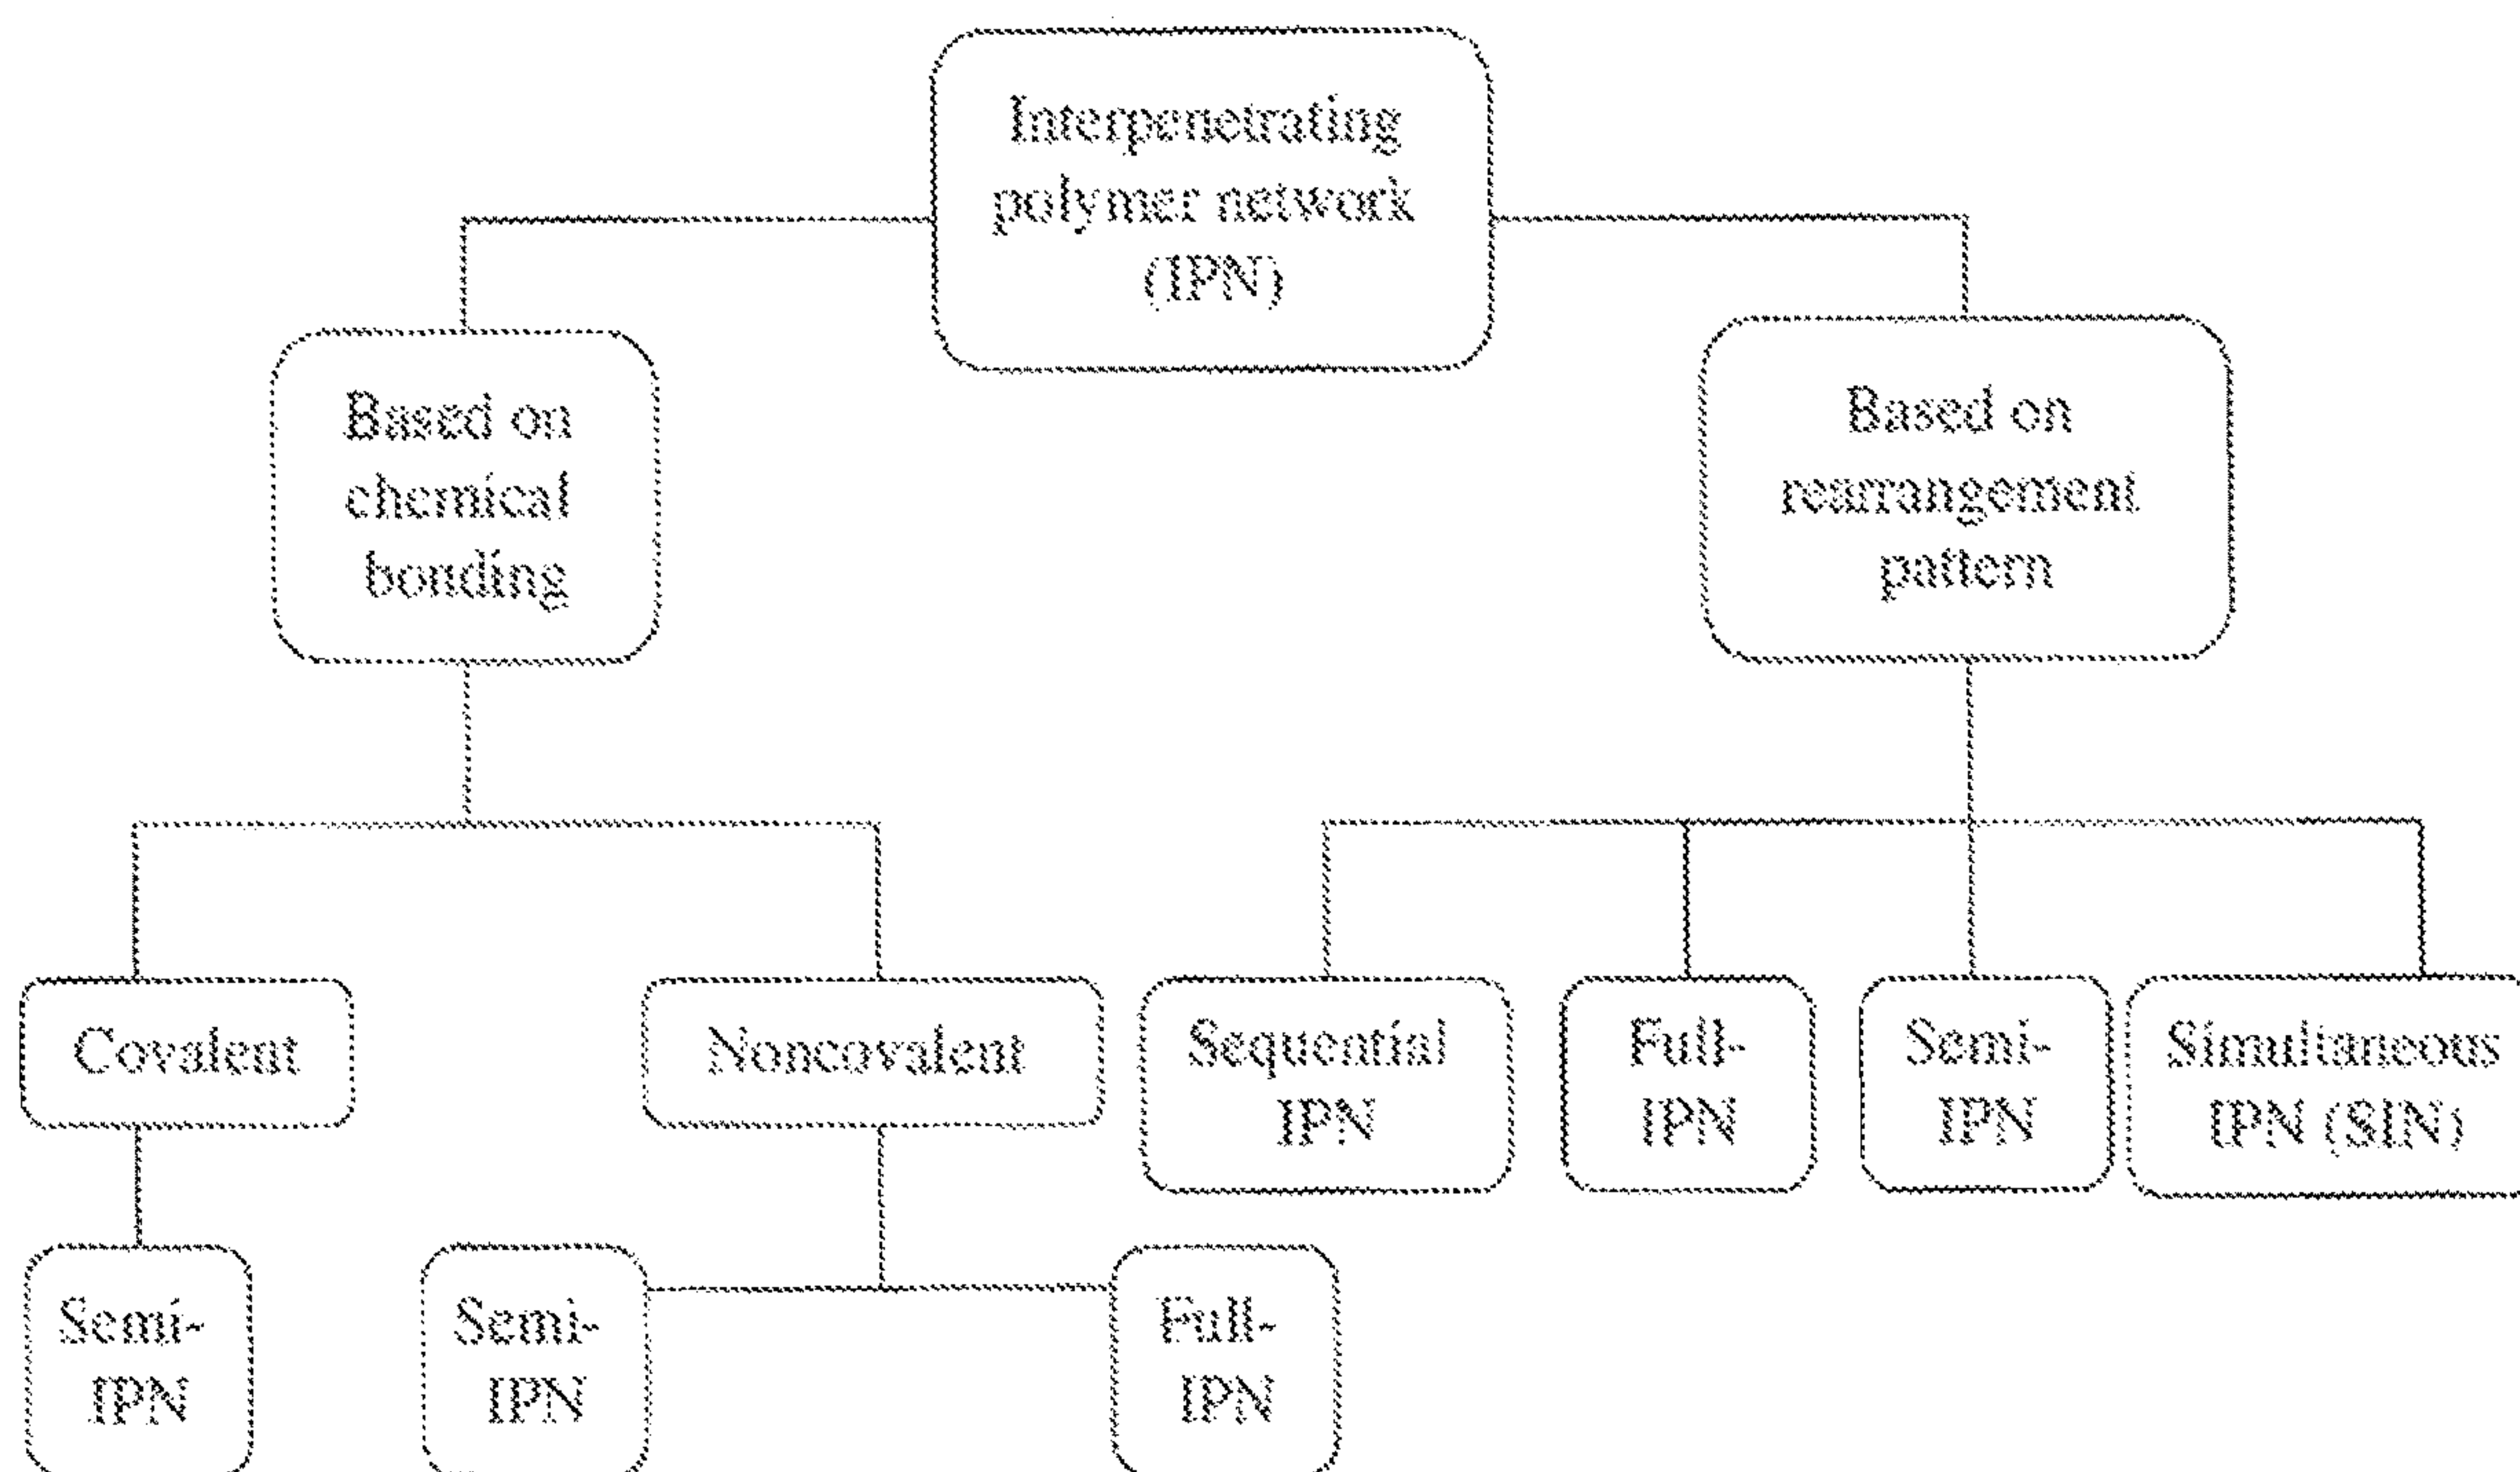 Interpenetrating
polymer network
(IPN)
Based on
chemical
bonding
Based on
rearrangement
pattern
Covalent
Noncovalent
Sequential
IPN
Full-
IPN
Semi-
IPN
Simultaneous
IPN (SIN)
Semi-
IPN
Semi-
IPN
Full-
IPN